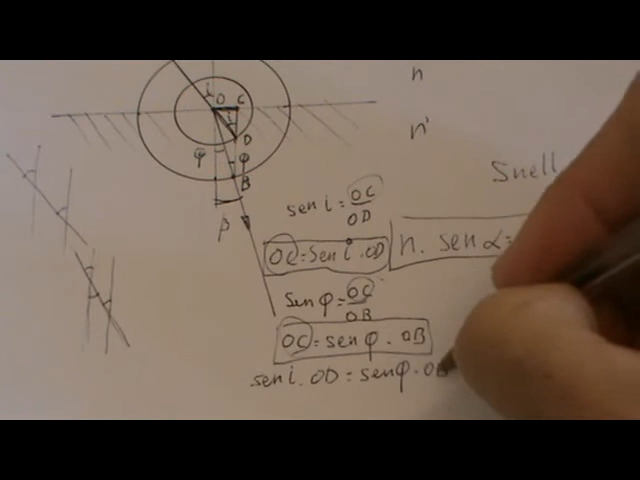 n
i
O C
i
n'
D
φ
φ
B
Snell
β
sen i = OC/OD
OC = sen i . OD
n. sen α =
sen φ = OC/OB
OC = sen φ . OB
sen i . OD = sen φ . OB